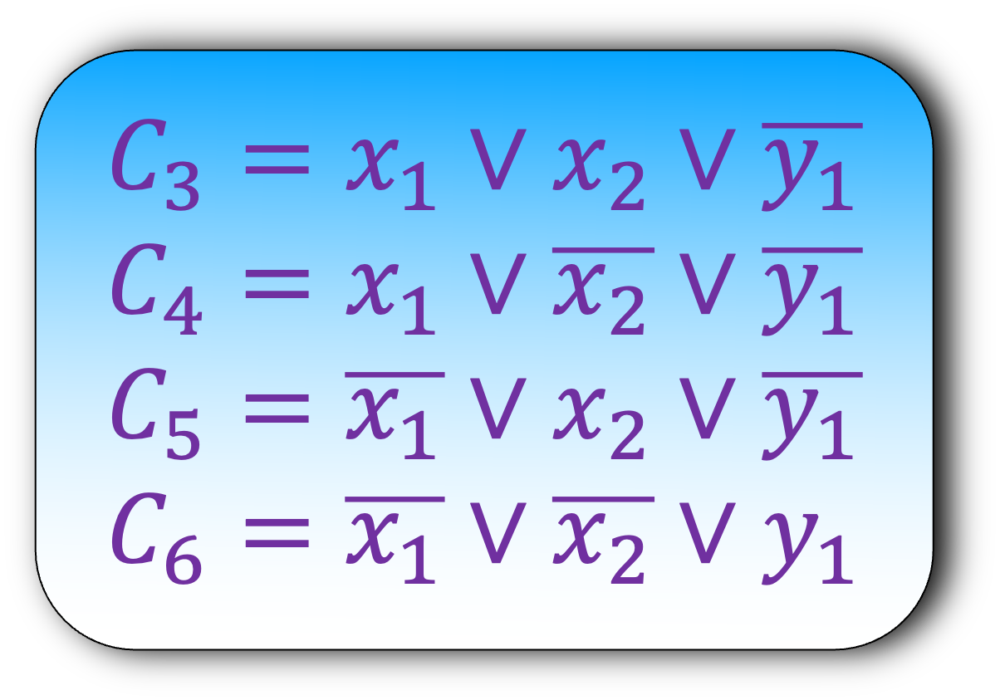 C₃ = x₁ ∨ x₂ ∨ y̅₁
C₄ = x₁ ∨ x̅₂ ∨ y̅₁
C₅ = x̅₁ ∨ x₂ ∨ y̅₁
C₆ = x̅₁ ∨ x̅₂ ∨ y₁